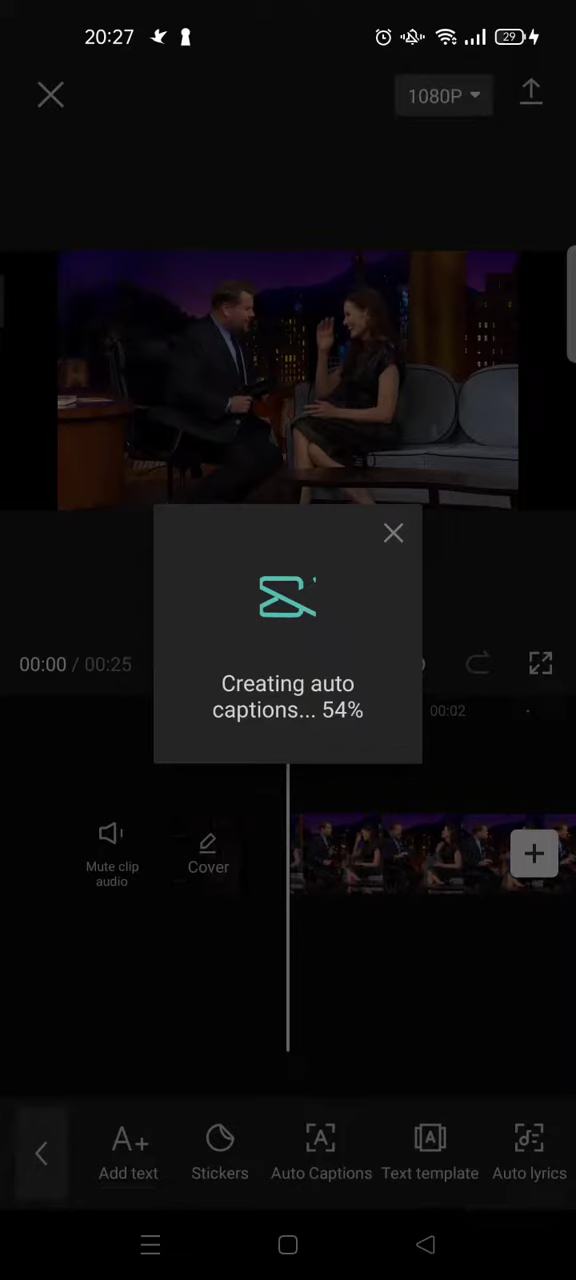 20:27
29
1080P
Creating auto
captions... 54%
00:00 / 00:25
00:02
Mute clip
audio
Cover
Add text
Stickers
Auto Captions
Text template
Auto lyrics